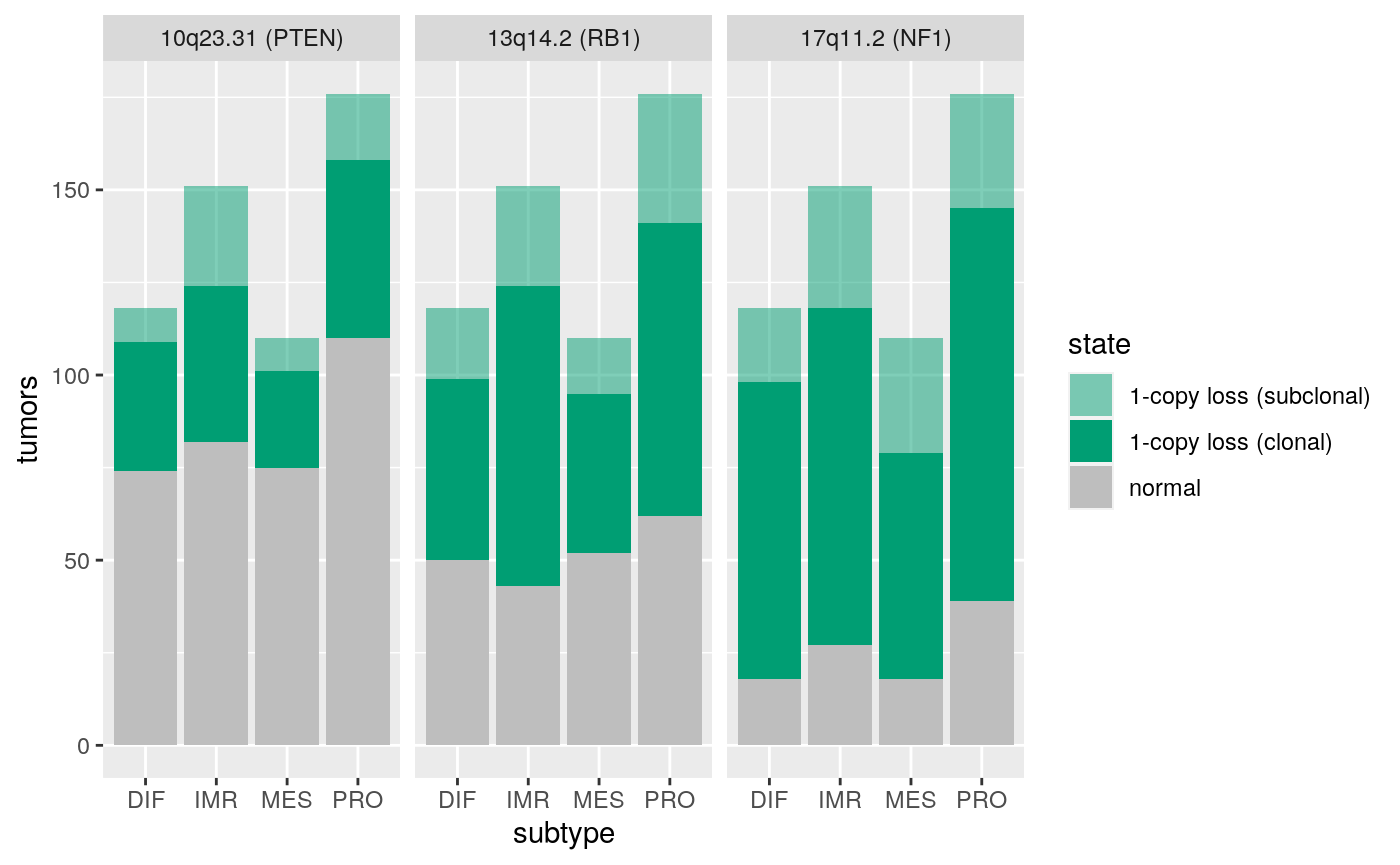 10q23.31 (PTEN) 13q14.2 (RB1) 17q11.2 (NF1)
150
100
50
0
tumors
DIF IMR MES PRO DIF IMR MES PRO DIF IMR MES PRO
subtype
state
1-copy loss (subclonal)
1-copy loss (clonal)
normal